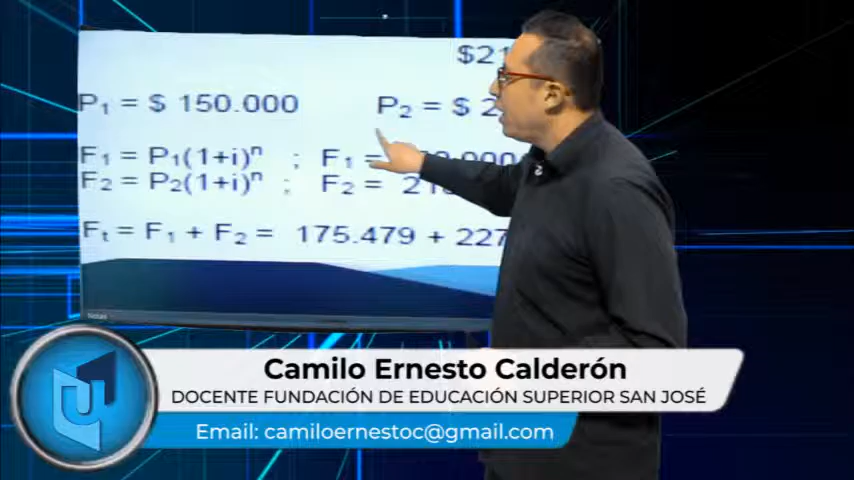 $21
P₁ = $ 150.000 P₂ = $ 2
F₁ = P₁(1+i)ⁿ ; F₁ =
F₂ = P₂(1+i)ⁿ ; F₂ =
Fₜ = F₁ + F₂ = 175.479 + 227
Camilo Ernesto Calderón
DOCENTE FUNDACIÓN DE EDUCACIÓN SUPERIOR SAN JOSÉ
Email: camiloernestoc@gmail.com